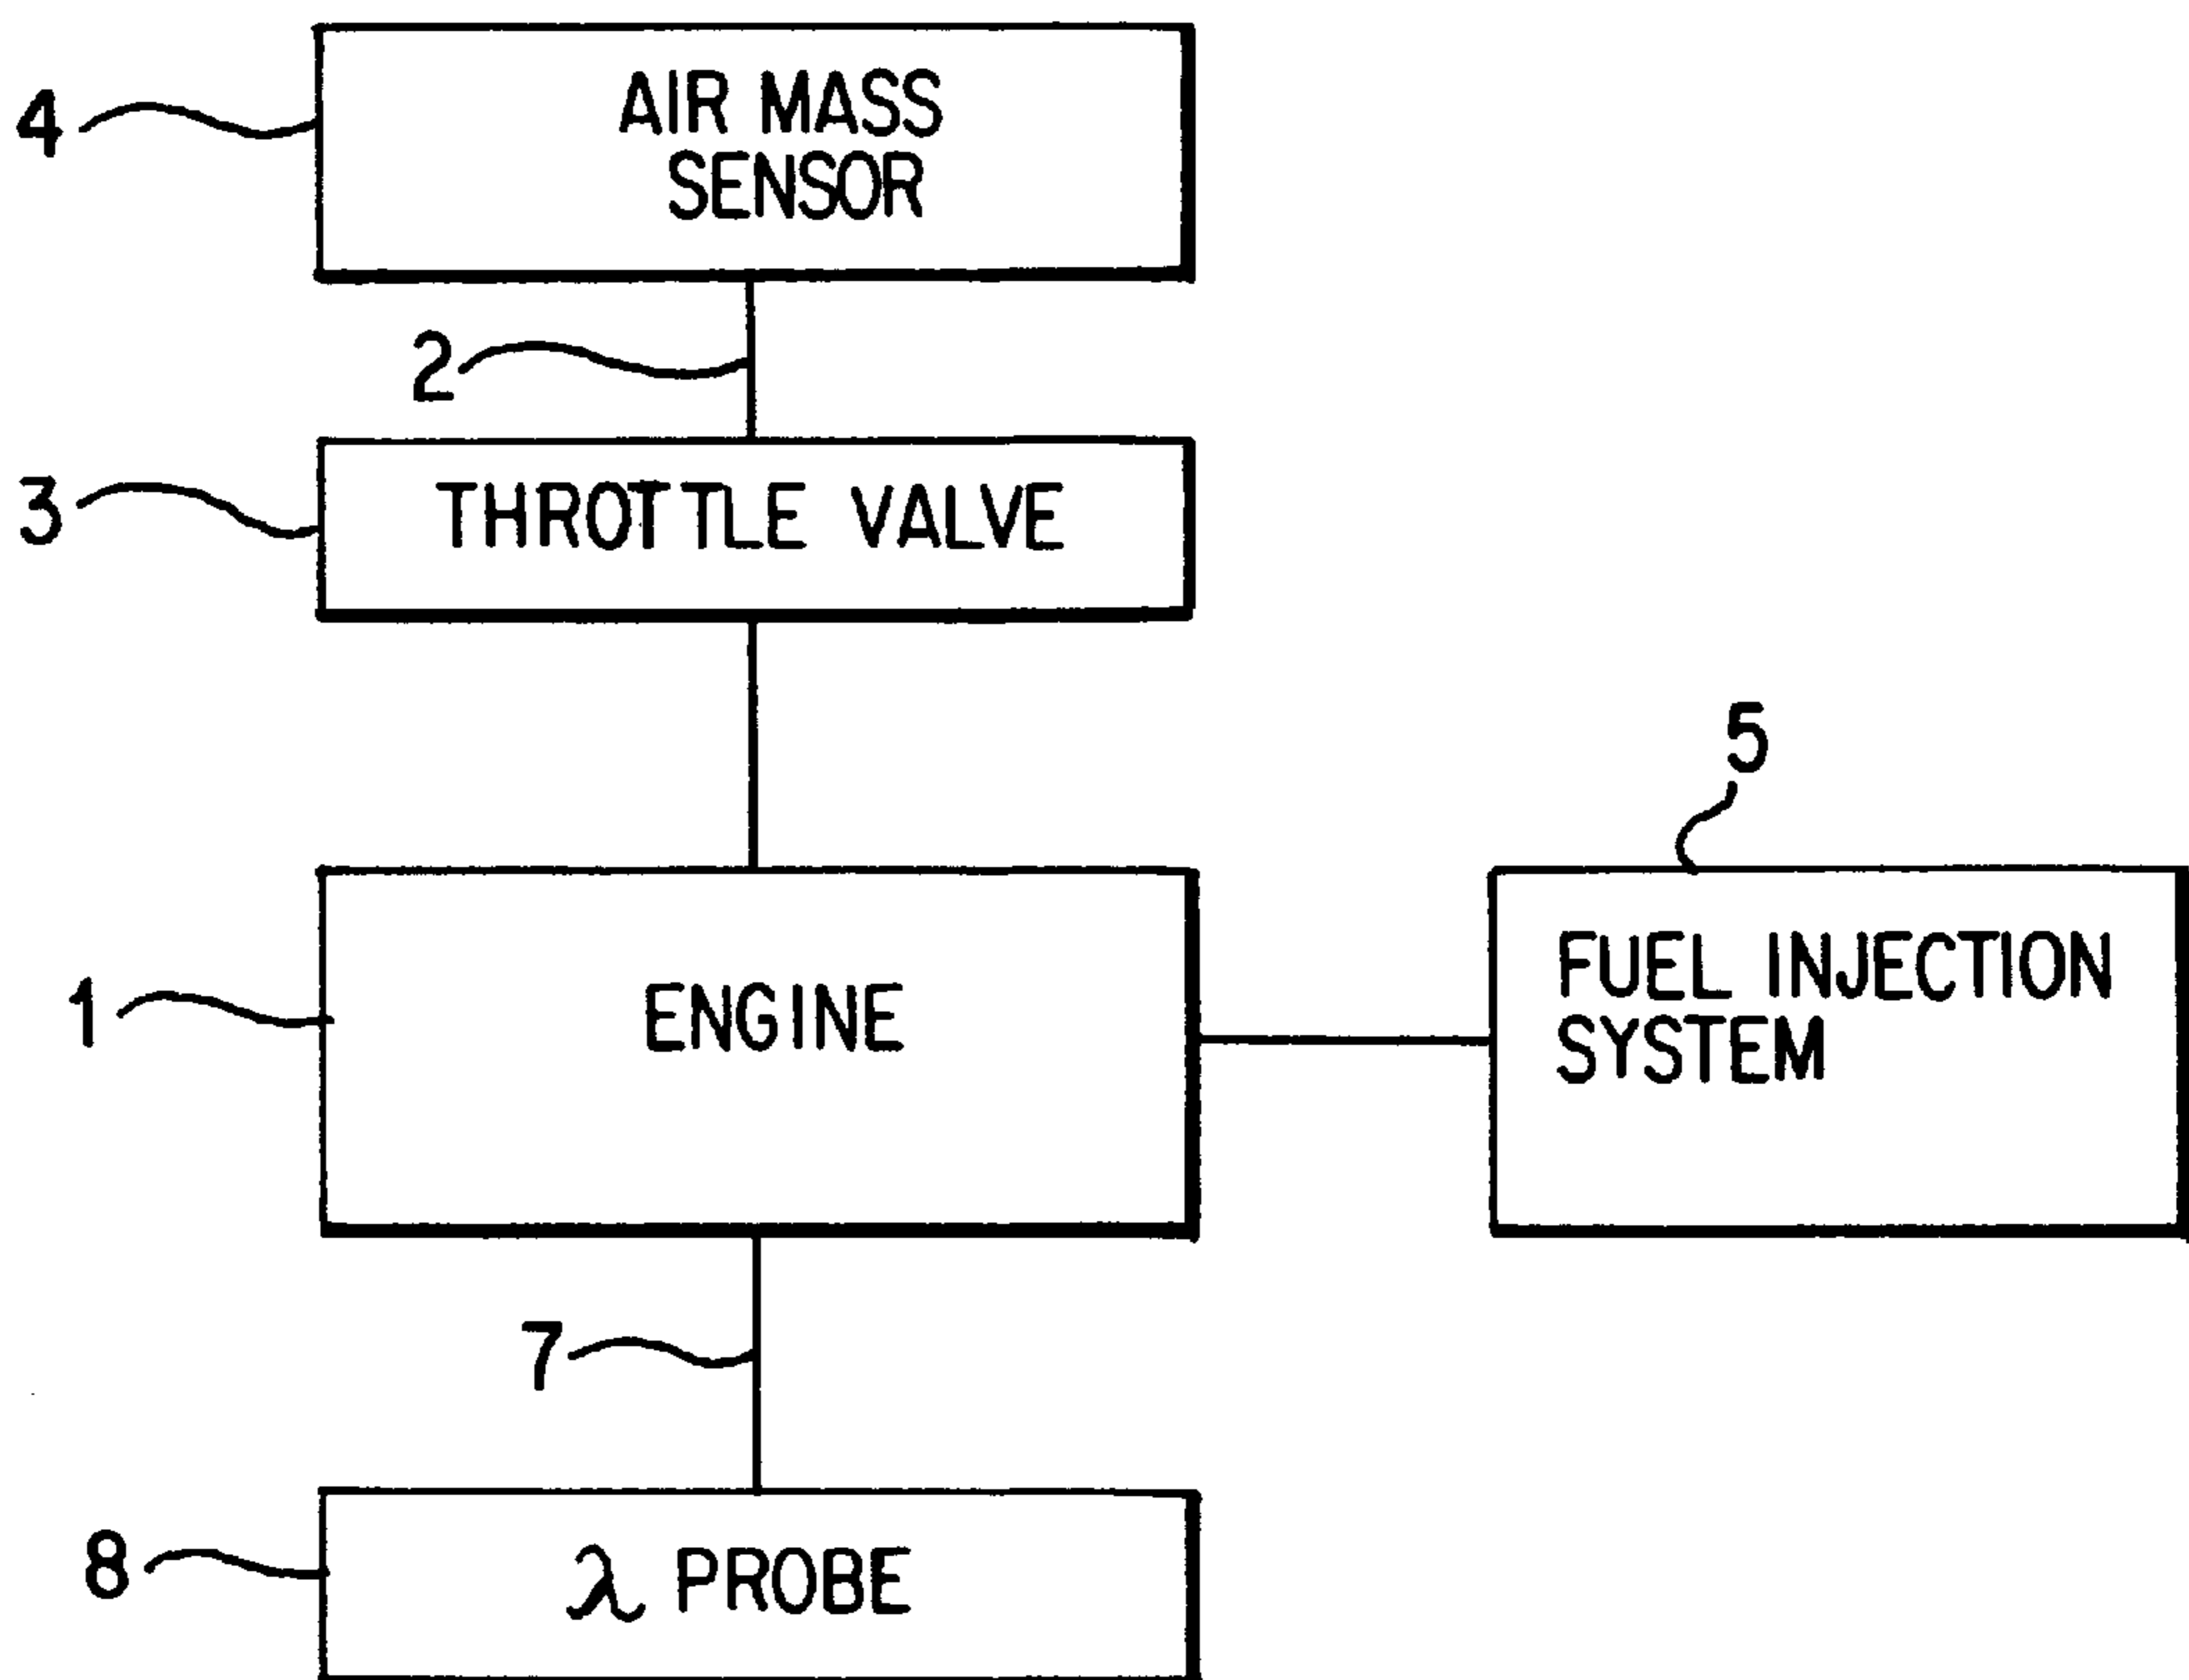 4
AIR MASS
SENSOR
2
3
THROTTLE VALVE
5
1
ENGINE
FUEL INJECTION
SYSTEM
7
8
λ PROBE